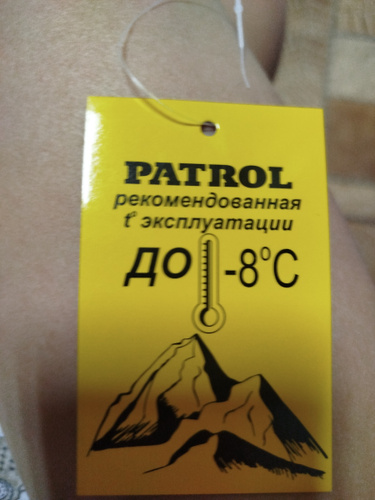 PATROL
рекомендованная
t° эксплуатации
ДО -8°C